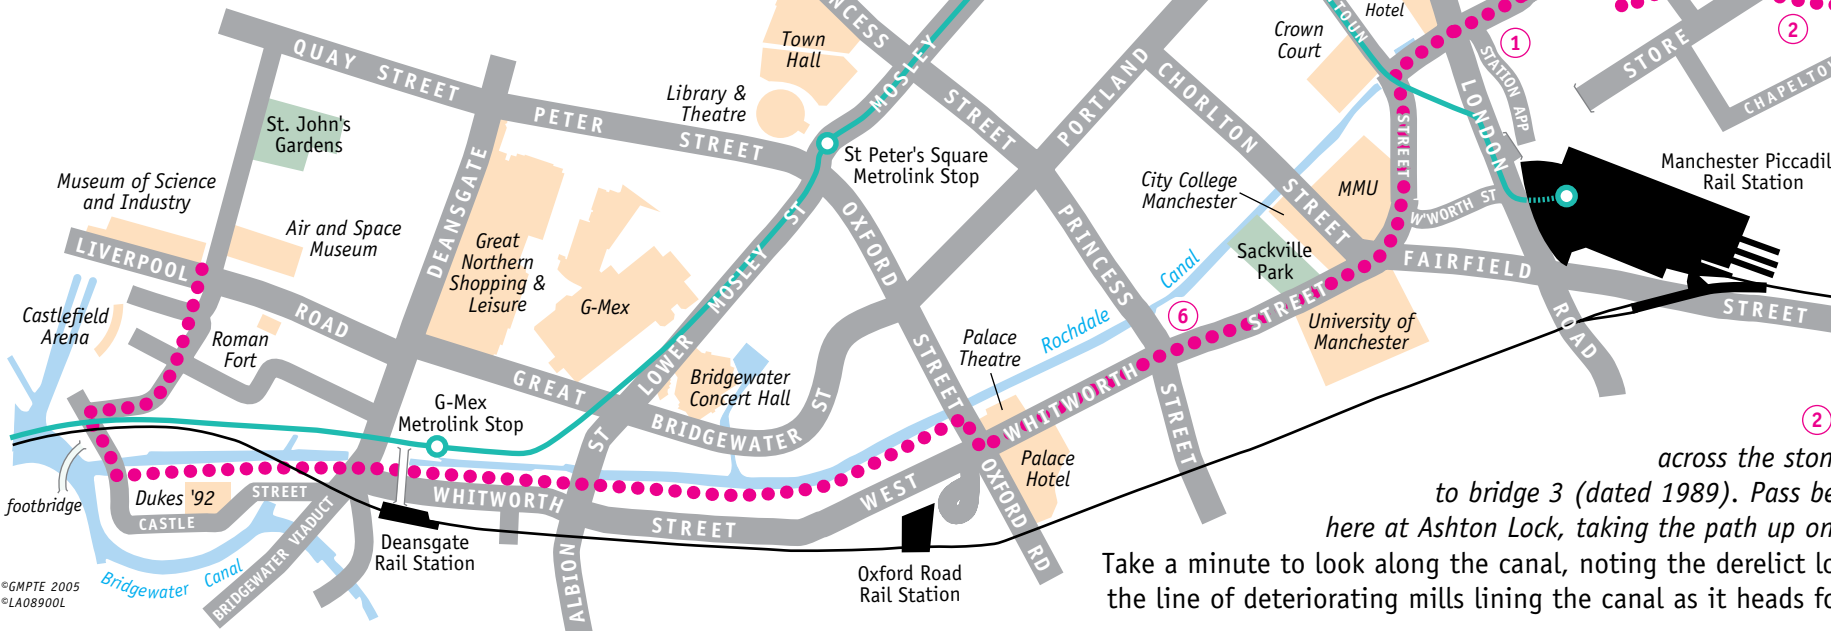 QUAY STREET
PETER
STREET
Town
Hall
Library &
Theatre
MOSLEY
STREET
PORTLAND
CHORLTON
STREET
Crown
Court
Hotel
1
2
STATION APP
STORE
LONDON
ROAD
STREET
St. John's
Gardens
Museum of Science
and Industry
Air and Space
Museum
LIVERPOOL
ROAD
DEANSGATE
Great
Northern
Shopping &
Leisure
G-Mex
St Peter's Square
Metrolink Stop
LOWER MOSLEY ST
OXFORD
STREET
PRINCESS
STREET
City College
Manchester
MMU
W'WORTH ST
Manchester Piccadil
Rail Station
Sackville
Park
FAIRFIELD
STREET
Castlefield
Arena
Roman
Fort
GREAT
BRIDGEWATER
ST
Bridgewater
Concert Hall
G-Mex
Metrolink Stop
Palace
Theatre
Rochdale
Canal
6
University of
Manchester
WHITWORTH
STREET
Palace
Hotel
footbridge
Dukes '92
CASTLE
STREET
BRIDGEWATER VIADUCT
Bridgewater Canal
WHITWORTH
STREET
WEST
Deansgate
Rail Station
ALBION
ST
Oxford Road
Rail Station
OXFORD RD
©GMPTE 2005
©LA08900L
2
across the
to bridge 3 (dated 1989). Pass
here at Ashton Lock, taking the path up
Take a minute to look along the canal, noting the derelict
the line of deteriorating mills lining the canal as it heads